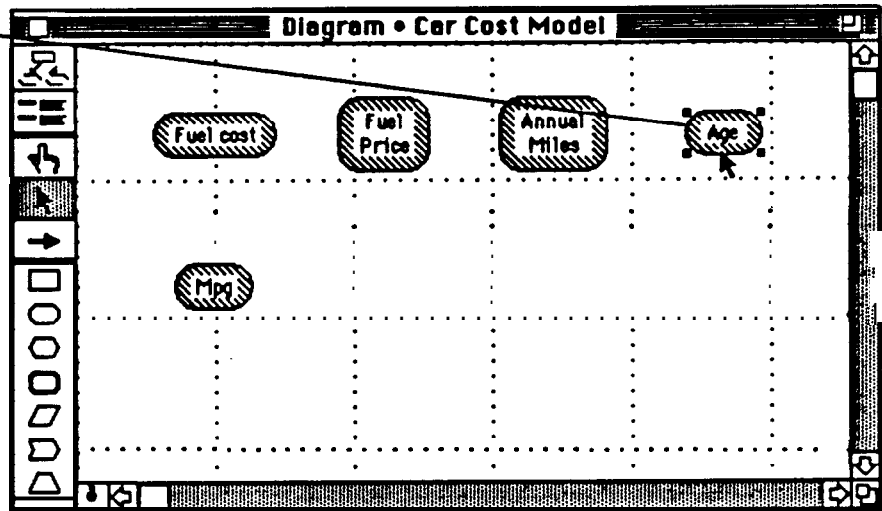 Diagram • Car Cost Model
Fuel cost
Fuel
Price
Annual
Miles
Age
Mpg